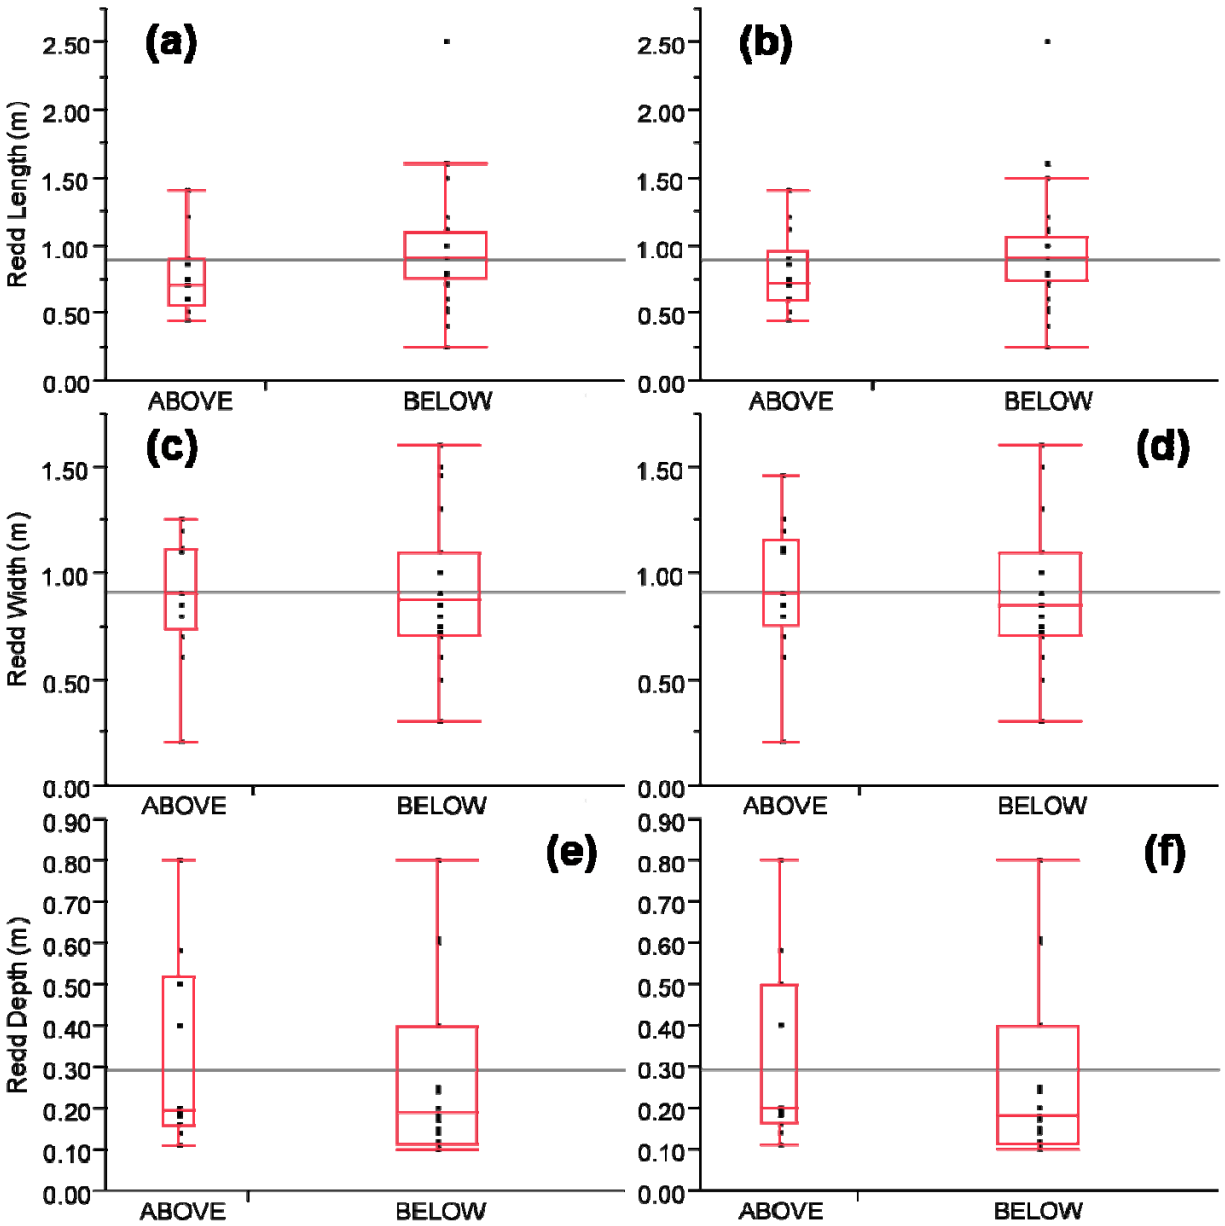 (a)
(b)
Redd Length (m)
2.50
2.00
1.50
1.00
0.50
0.00
ABOVE
BELOW
2.50
2.00
1.50
1.00
0.50
0.00
ABOVE
BELOW
(c)
(d)
Redd Width (m)
1.50
1.00
0.50
0.00
ABOVE
BELOW
1.50
1.00
0.50
0.00
ABOVE
BELOW
(e)
(f)
Redd Depth (m)
0.90
0.80
0.70
0.60
0.50
0.40
0.30
0.20
0.10
0.00
ABOVE
BELOW
0.90
0.80
0.70
0.60
0.50
0.40
0.30
0.20
0.10
0.00
ABOVE
BELOW